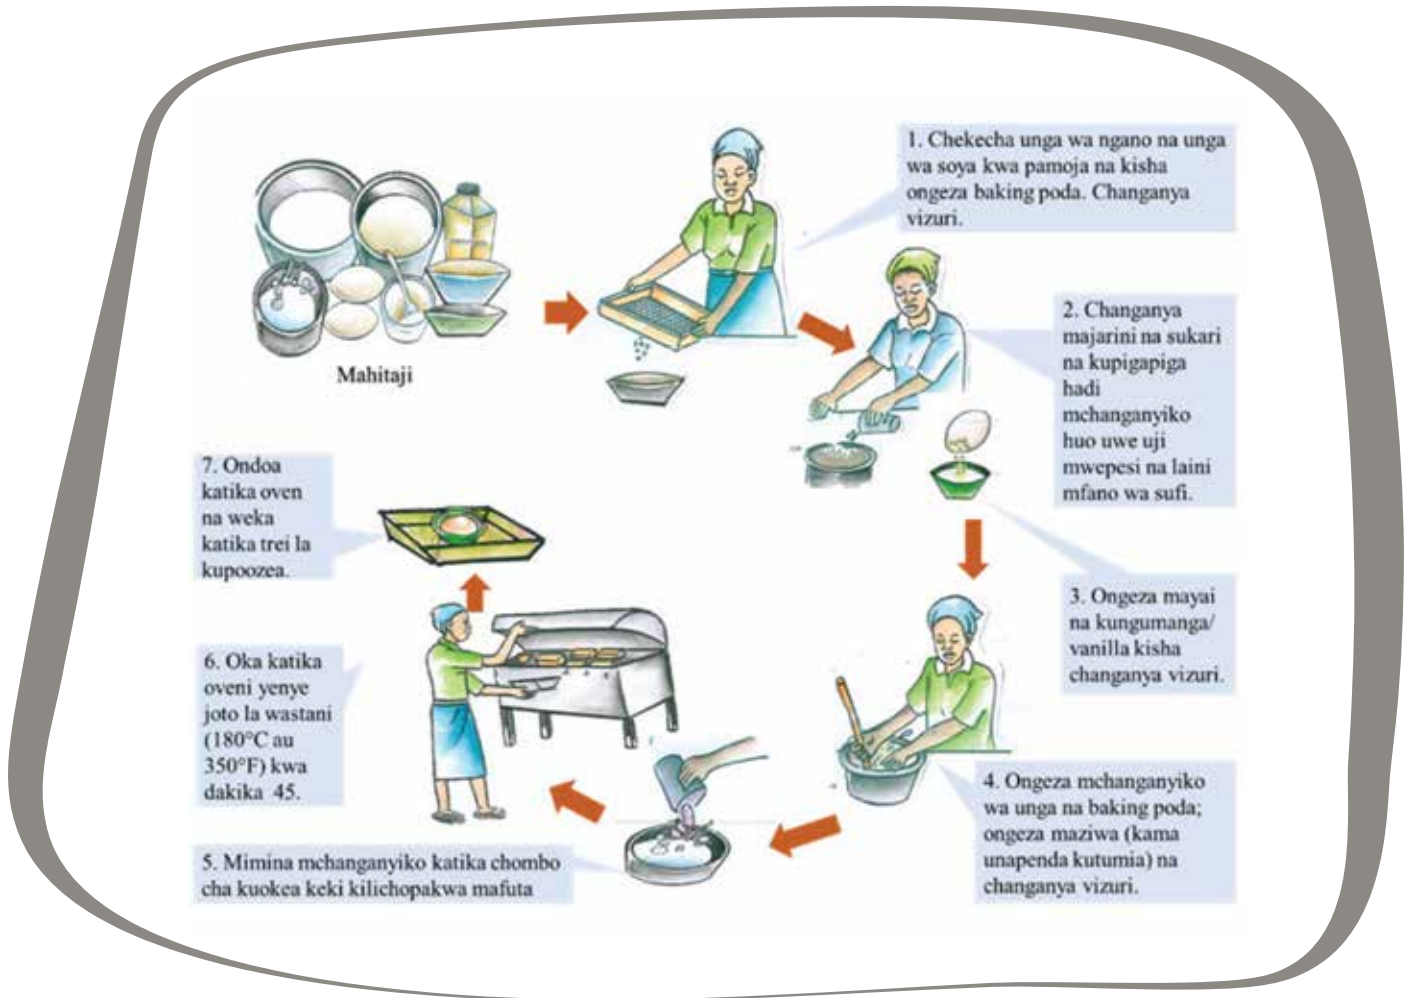 Mahitaji
1. Chekecha unga wa ngano na unga
wa soya kwa pamoja na kisha
ongeza baking poda. Changanya
vizuri.
2. Changanya
majarini na sukari
na kupigapiga
hadi
mchanganyiko
huo uwe uji
mwepesi na laini
mfano wa sufi.
3. Ongeza mayai
na kungumanga/
vanilla kisha
changanya vizuri.
4. Ongeza mchanganyiko
wa unga na baking poda;
ongeza maziwa (kama
unapenda kutumia) na
changanya vizuri.
5. Mimina mchanganyiko katika chombo
cha kuokea keki kilichopakwa mafuta
6. Oka katika
oveni yenye
joto la wastani
(180°C au
350°F) kwa
dakika 45.
7. Ondoa
katika oven
na weka
katika trei la
kupoozea.